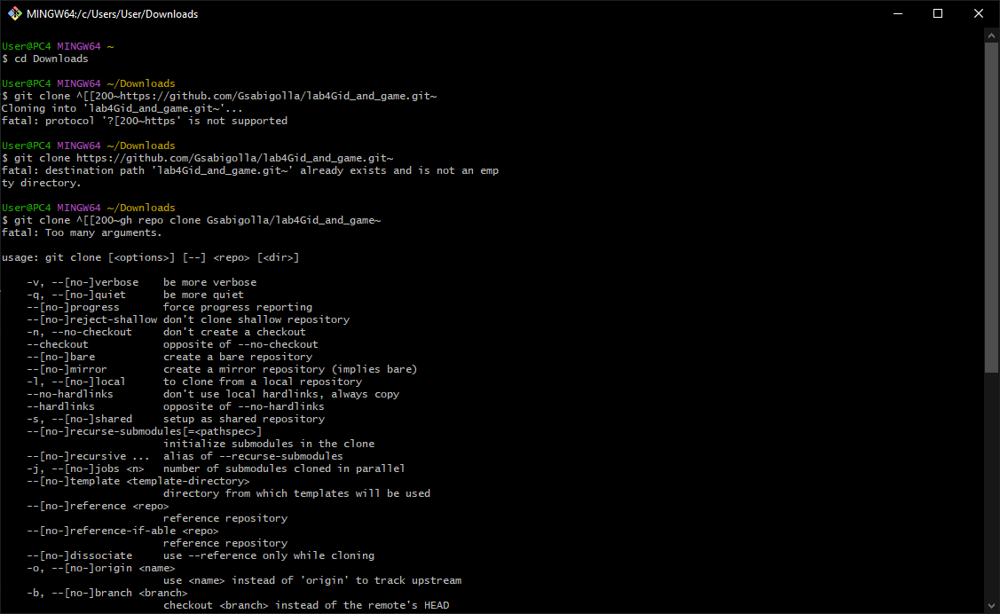 MINGW64:/c/Users/User/Downloads
User@PC4 MINGW64 ~
$ cd Downloads
User@PC4 MINGW64 ~/Downloads
$ git clone ^[[200~https://github.com/Gsabigolla/lab4Gid_and_game.git~
Cloning into 'lab4Gid_and_game.git~'...
fatal: protocol '?[200~https' is not supported
User@PC4 MINGW64 ~/Downloads
$ git clone https://github.com/Gsabigolla/lab4Gid_and_game.git~
fatal: destination path 'lab4Gid_and_game.git~' already exists and is not an emp
ty directory.
User@PC4 MINGW64 ~/Downloads
$ git clone ^[[200~gh repo clone Gsabigolla/lab4Gid_and_game~
fatal: Too many arguments.
usage: git clone [<options>] [--] <repo> [<dir>]
-v, --[no-]verbose    be more verbose
-q, --[no-]quiet      be more quiet
--[no-]progress       force progress reporting
--[no-]reject-shallow don't clone shallow repository
-n, --no-checkout     don't create a checkout
--checkout            opposite of --no-checkout
--[no-]bare           create a bare repository
--[no-]mirror         create a mirror repository (implies bare)
-l, --[no-]local      to clone from a local repository
--no-hardlinks        don't use local hardlinks, always copy
--hardlinks           opposite of --no-hardlinks
-s, --[no-]shared     setup as shared repository
--[no-]recurse-submodules[=<pathspec>]
initialize submodules in the clone
--[no-]recursive ...  alias of --recurse-submodules
-j, --[no-]jobs <n>   number of submodules cloned in parallel
--[no-]template <template-directory>
directory from which templates will be used
--[no-]reference <repo>
reference repository
--[no-]reference-if-able <repo>
reference repository
--[no-]dissociate     use --reference only while cloning
-o, --[no-]origin <name>
use <name> instead of 'origin' to track upstream
-b, --[no-]branch <branch>
checkout <branch> instead of the remote's HEAD